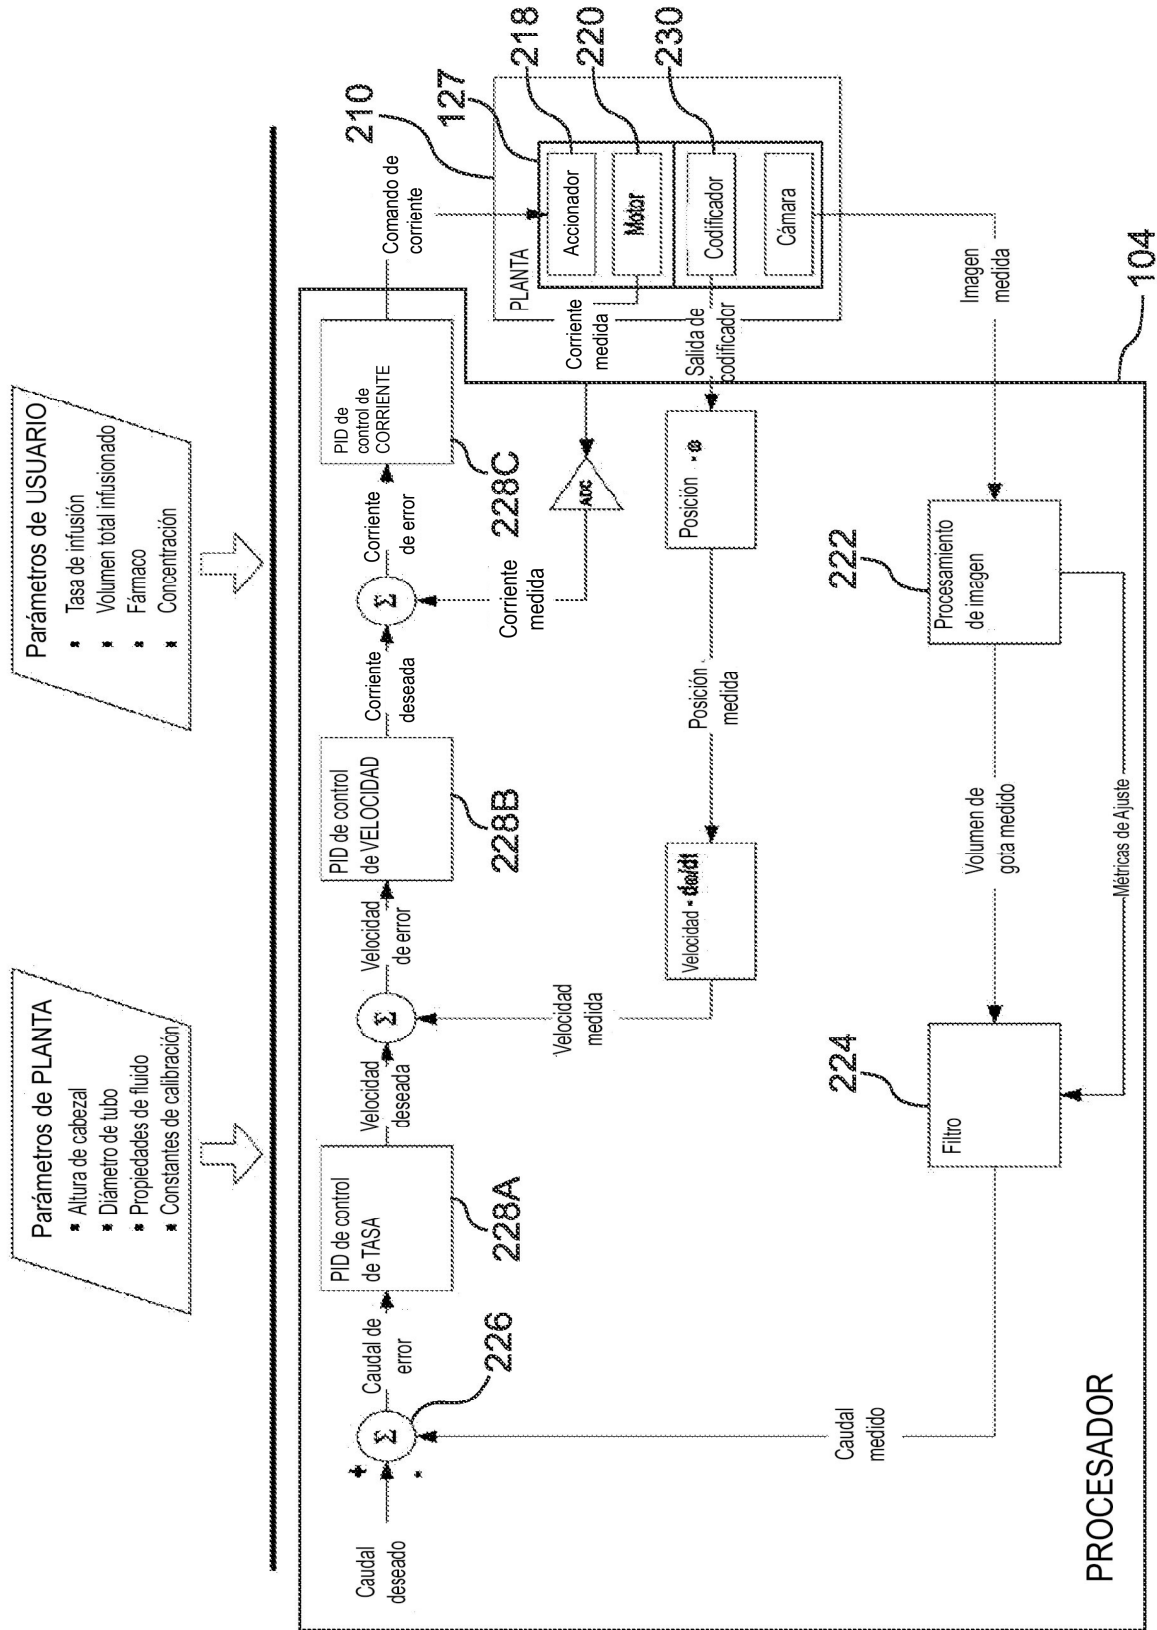 Parámetros de PLANTA
* Altura de cabezal
* Diámetro de tubo
* Propiedades de fluido
* Constantes de calibración
Parámetros de USUARIO
* Tasa de infusión
* Volumen total infusionado
* Fármaco
* Concentración
Caudal
deseado
+
-
Σ
226
Caudal de
error
PID de control
de TASA
228A
Velocidad
deseada
Σ
Velocidad
de error
PID de control
de VELOCIDAD
228B
Corriente
deseada
Σ
Corriente
de error
PID de
control de
CORRIENTE
228C
Comando de
corriente
210
127
218
220
230
PLANTA
Accionador
Motor
Codificador
Cámara
Corriente
medida
ADC
Corriente
medida
Salida de
codificador
Posición
Posición
medida
Velocidad = dω/dt
Velocidad
medida
Imagen
medida
104
222
Procesamiento
de imagen
Volumen de
gota medido
Métricas de Ajuste
224
Filtro
Caudal
medido
PROCESADOR